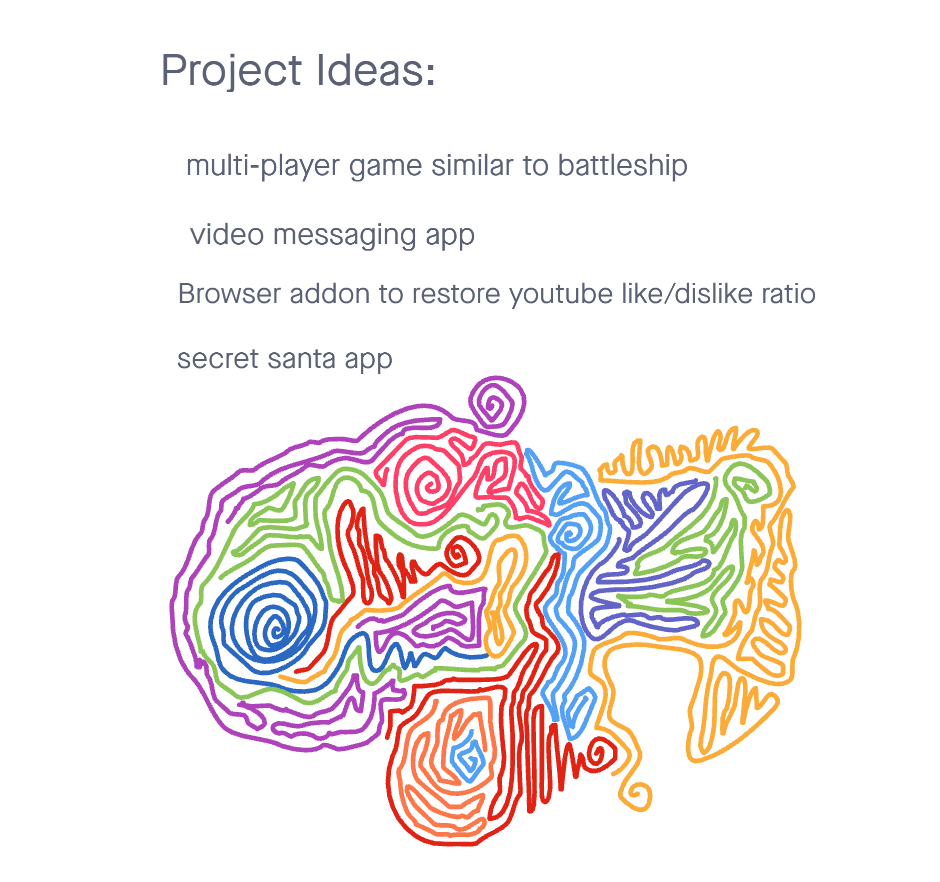 Project Ideas:
multi-player game similar to battleship
video messaging app
Browser addon to restore youtube like/dislike ratio
secret santa app